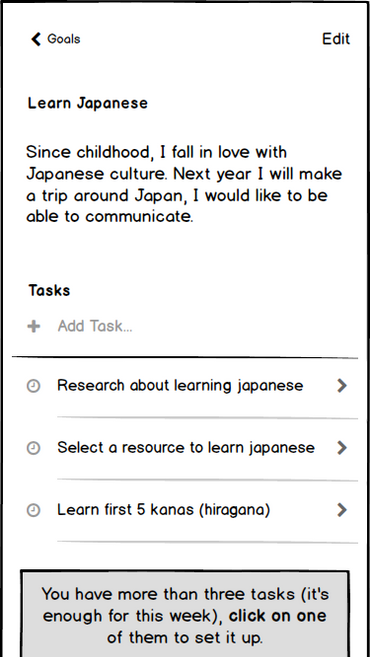 Goals
Edit
Learn Japanese
Since childhood, I fall in love with
Japanese culture. Next year I will make
a trip around Japan, I would like to be
able to communicate.
Tasks
Add Task...
Research about learning japanese
Select a resource to learn japanese
Learn first 5 kanas (hiragana)
You have more than three tasks (it's
enough for this week), click on one
of them to set it up.